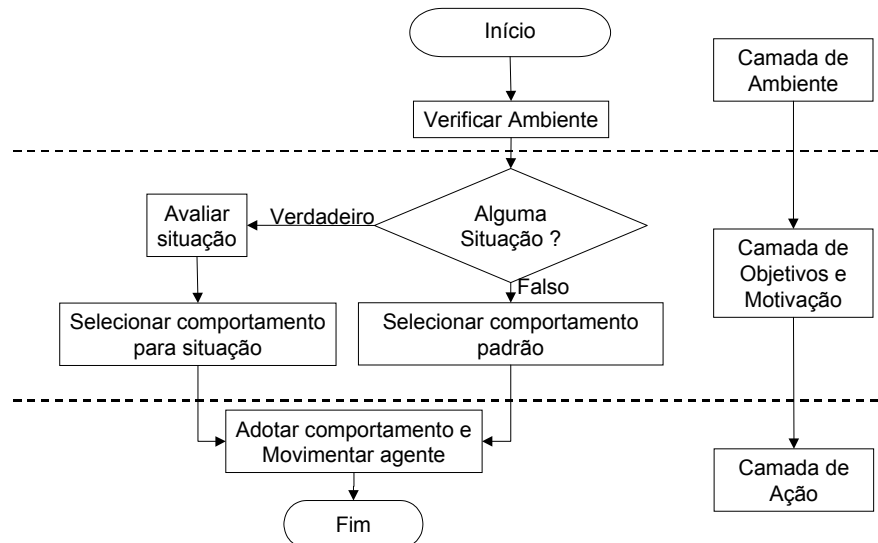 Início
Verificar Ambiente
Camada de
Ambiente
Alguma
Situação ?
Verdadeiro
Avaliar
situação
Falso
Selecionar comportamento
para situação
Selecionar comportamento
padrão
Camada de
Objetivos e
Motivação
Adotar comportamento e
Movimentar agente
Fim
Camada de
Ação